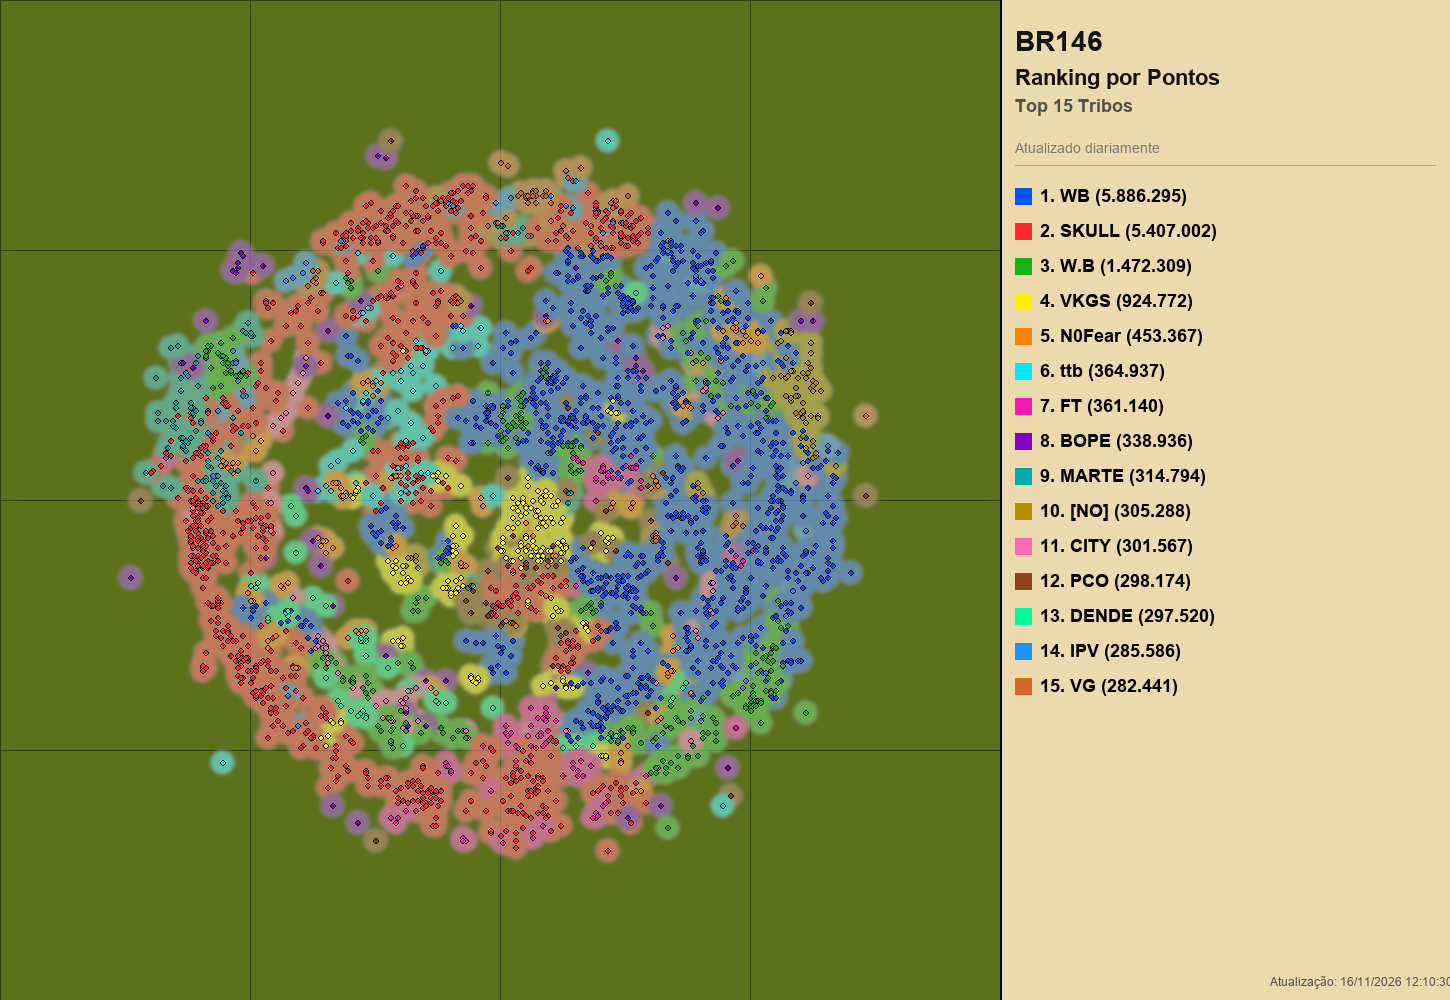 BR146
Ranking por Pontos
Top 15 Tribos
Atualizado diariamente
1. WB (5.886.295)
2. SKULL (5.407.002)
3. W.B (1.472.309)
4. VKGS (924.772)
5. N0Fear (453.367)
6. ttb (364.937)
7. FT (361.140)
8. BOPE (338.936)
9. MARTE (314.794)
10. [NO] (305.288)
11. CITY (301.567)
12. PCO (298.174)
13. DENDE (297.520)
14. IPV (285.586)
15. VG (282.441)
Atualização: 16/11/2026 12:10:30